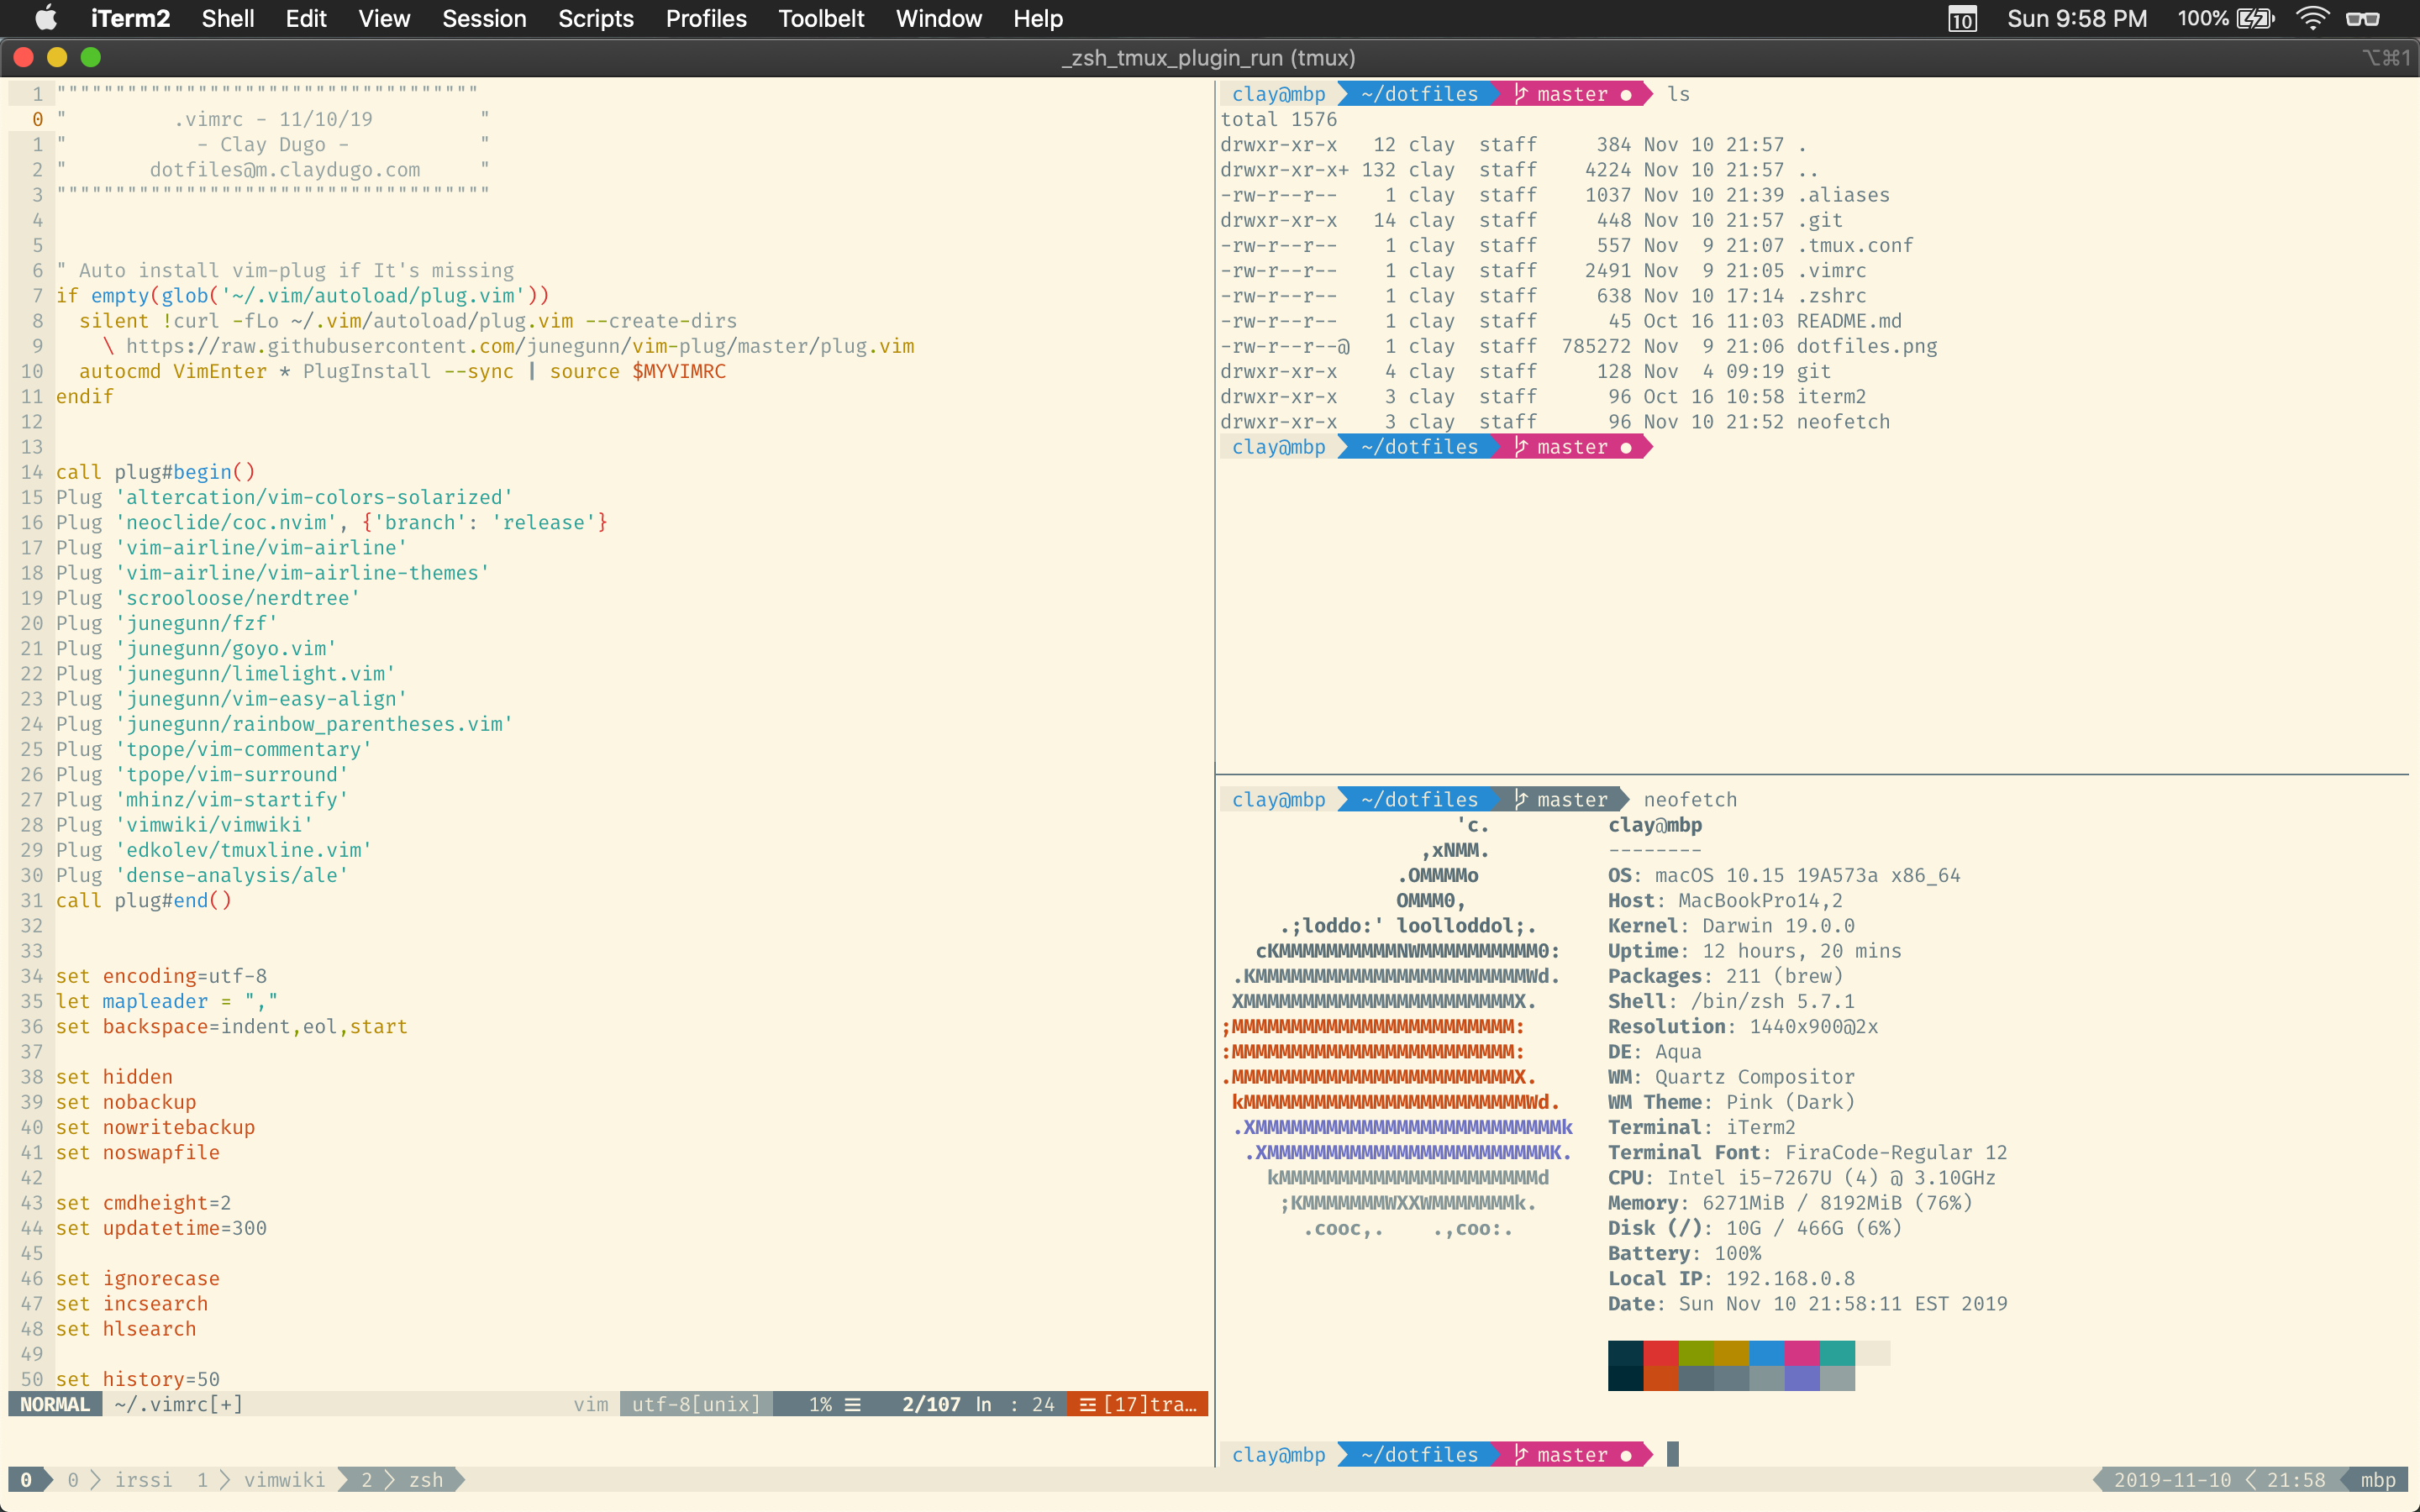 iTerm2 Shell Edit View Session Scripts Profiles Toolbelt Window Help 10 Sun 9:58 PM 100%
_zsh_tmux_plugin_run (tmux) ⌥⌘1
1 """"""""""""""""""""""""""""""""""""
0 " .vimrc - 11/10/19 "
1 " - Clay Dugo - "
2 " dotfiles@m.claydugo.com "
3 """""""""""""""""""""""""""""""""""""
4
5
6 " Auto install vim-plug if It's missing
7 if empty(glob('~/.vim/autoload/plug.vim'))
8   silent !curl -fLo ~/.vim/autoload/plug.vim --create-dirs
9     \ https://raw.githubusercontent.com/junegunn/vim-plug/master/plug.vim
10   autocmd VimEnter * PlugInstall --sync | source $MYVIMRC
11 endif
12
13
14 call plug#begin()
15 Plug 'altercation/vim-colors-solarized'
16 Plug 'neoclide/coc.nvim', {'branch': 'release'}
17 Plug 'vim-airline/vim-airline'
18 Plug 'vim-airline/vim-airline-themes'
19 Plug 'scrooloose/nerdtree'
20 Plug 'junegunn/fzf'
21 Plug 'junegunn/goyo.vim'
22 Plug 'junegunn/limelight.vim'
23 Plug 'junegunn/vim-easy-align'
24 Plug 'junegunn/rainbow_parentheses.vim'
25 Plug 'tpope/vim-commentary'
26 Plug 'tpope/vim-surround'
27 Plug 'mhinz/vim-startify'
28 Plug 'vimwiki/vimwiki'
29 Plug 'edkolev/tmuxline.vim'
30 Plug 'dense-analysis/ale'
31 call plug#end()
32
33
34 set encoding=utf-8
35 let mapleader = ","
36 set backspace=indent,eol,start
37
38 set hidden
39 set nobackup
40 set nowritebackup
41 set noswapfile
42
43 set cmdheight=2
44 set updatetime=300
45
46 set ignorecase
47 set incsearch
48 set hlsearch
49
50 set history=50
NORMAL ~/.vimrc[+] vim utf-8[unix] 1% ☰ 2/107 ln : 24 ☲ [17]tra…
clay@mbp ~/dotfiles master ● ls
total 1576
drwxr-xr-x   12 clay  staff     384 Nov 10 21:57 .
drwxr-xr-x+ 132 clay  staff    4224 Nov 10 21:57 ..
-rw-r--r--    1 clay  staff    1037 Nov 10 21:39 .aliases
drwxr-xr-x   14 clay  staff     448 Nov 10 21:57 .git
-rw-r--r--    1 clay  staff     557 Nov  9 21:07 .tmux.conf
-rw-r--r--    1 clay  staff    2491 Nov  9 21:05 .vimrc
-rw-r--r--    1 clay  staff     638 Nov 10 17:14 .zshrc
-rw-r--r--    1 clay  staff      45 Oct 16 11:03 README.md
-rw-r--r--@   1 clay  staff  785272 Nov  9 21:06 dotfiles.png
drwxr-xr-x    4 clay  staff     128 Nov  4 09:19 git
drwxr-xr-x    3 clay  staff      96 Oct 16 10:58 iterm2
drwxr-xr-x    3 clay  staff      96 Nov 10 21:52 neofetch
clay@mbp ~/dotfiles master ●
clay@mbp ~/dotfiles master neofetch
'c. clay@mbp
,xNMM. --------
.OMMMMo OS: macOS 10.15 19A573a x86_64
OMMM0, Host: MacBookPro14,2
.;loddo:' loolloddol;. Kernel: Darwin 19.0.0
cKMMMMMMMMMMNWMMMMMMMMMM0: Uptime: 12 hours, 20 mins
.KMMMMMMMMMMMMMMMMMMMMMMMWd. Packages: 211 (brew)
XMMMMMMMMMMMMMMMMMMMMMMMX. Shell: /bin/zsh 5.7.1
;MMMMMMMMMMMMMMMMMMMMMMMM: Resolution: 1440x900@2x
:MMMMMMMMMMMMMMMMMMMMMMMM: DE: Aqua
.MMMMMMMMMMMMMMMMMMMMMMMMX. WM: Quartz Compositor
kMMMMMMMMMMMMMMMMMMMMMMMMWd. WM Theme: Pink (Dark)
.XMMMMMMMMMMMMMMMMMMMMMMMMMMk Terminal: iTerm2
.XMMMMMMMMMMMMMMMMMMMMMMMMK. Terminal Font: FiraCode-Regular 12
kMMMMMMMMMMMMMMMMMMMMMMd CPU: Intel i5-7267U (4) @ 3.10GHz
;KMMMMMMMWXXWMMMMMMMk. Memory: 6271MiB / 8192MiB (76%)
.cooc,. .,coo:. Disk (/): 10G / 466G (6%)
Battery: 100%
Local IP: 192.168.0.8
Date: Sun Nov 10 21:58:11 EST 2019
clay@mbp ~/dotfiles master ●
0 0 irssi 1 vimwiki 2 zsh 2019-11-10 21:58 mbp